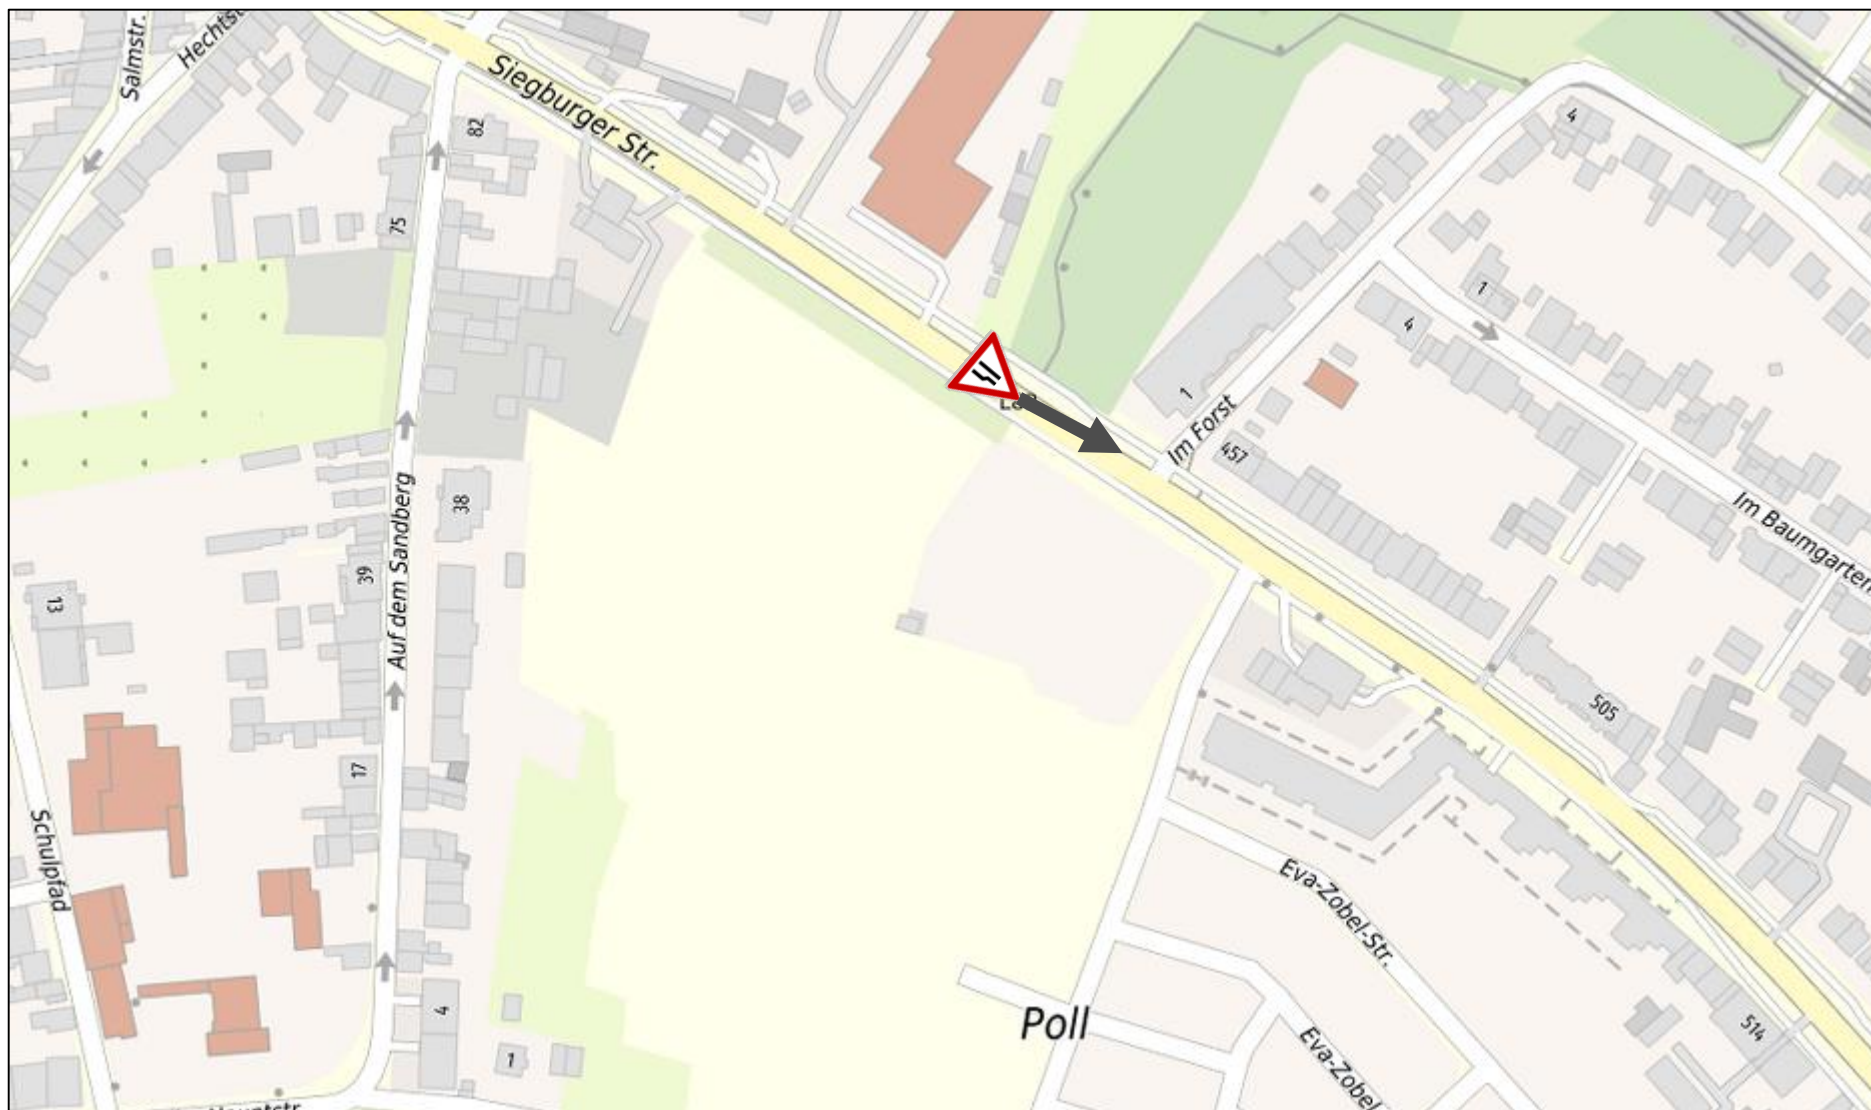 Salmstr.
Siegburger Str.
82
4
75
1
4
1
Im Forst
457
38
Auf dem Sandberg
Im Baumgarten
39
13
505
17
Schulpfad
Eva-Zobel-Str.
4
Poll
514
1